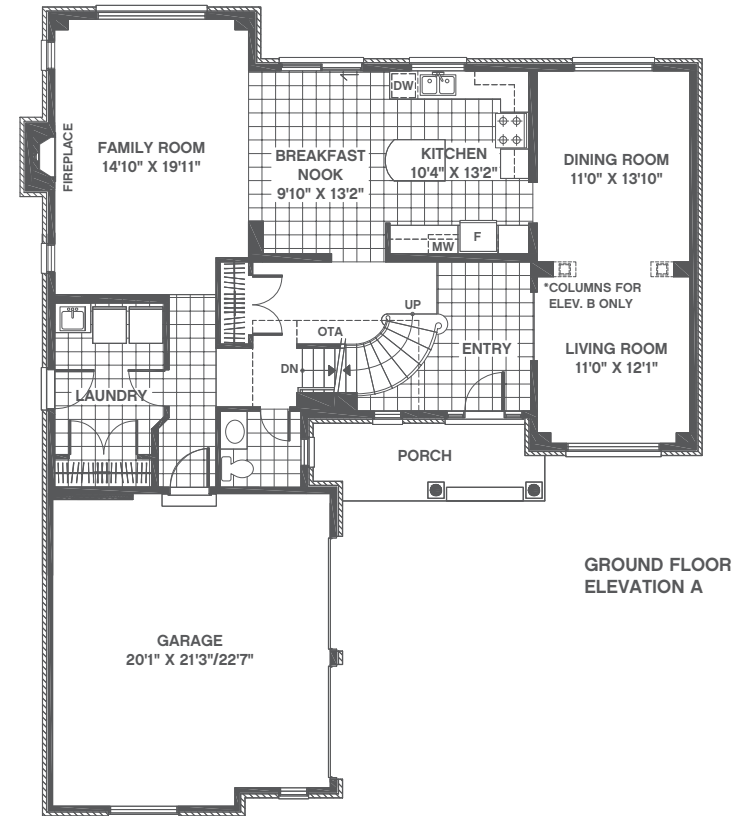 FAMILY ROOM
14'10" X 19'11"
FIREPLACE
BREAKFAST
NOOK
9'10" X 13'2"
DW
KITCHEN
10'4" X 13'2"
MW
F
DINING ROOM
11'0" X 13'10"
*COLUMNS FOR
ELEV. B ONLY
LIVING ROOM
11'0" X 12'1"
UP
OTA
DN
ENTRY
LAUNDRY
PORCH
GROUND FLOOR
ELEVATION A
GARAGE
20'1" X 21'3"/22'7"